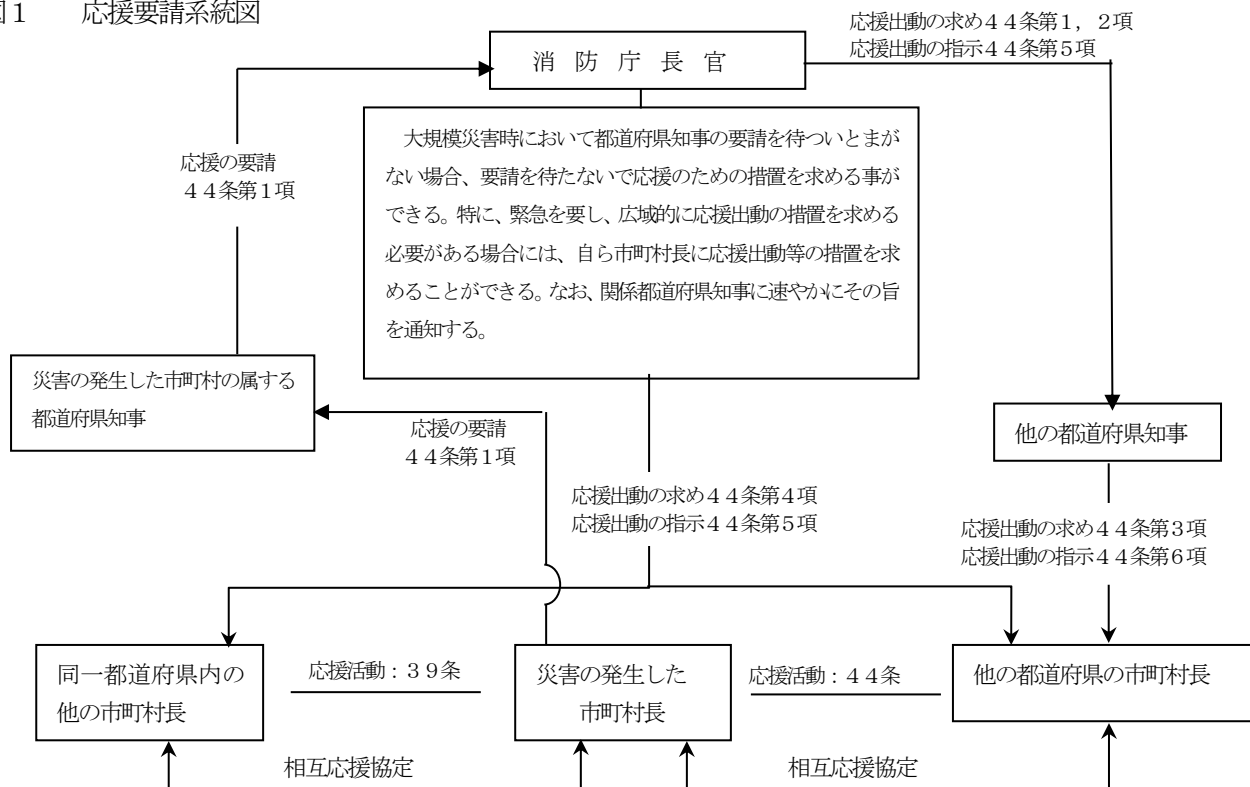 図１　応援要請系統図
応援出動の求め４４条第１，２項
応援出動の指示４４条第５項
消　防　庁　長　官
大規模災害時において都道府県知事の要請を待ついとまが
ない場合、要請を待たないで応援のための措置を求める事が
できる。特に、緊急を要し、広域的に応援出動の措置を求める
必要がある場合には、自ら市町村長に応援出動等の措置を求
めることができる。なお、関係都道府県知事に速やかにその旨
を通知する。
応援の要請
４４条第１項
災害の発生した市町村の属する
都道府県知事
応援の要請
４４条第１項
他の都道府県知事
応援出動の求め４４条第４項
応援出動の指示４４条第５項
応援出動の求め４４条第３項
応援出動の指示４４条第６項
同一都道府県内の
他の市町村長
応援活動：３９条
災害の発生した
市町村長
応援活動：４４条
他の都道府県の市町村長
相互応援協定
相互応援協定